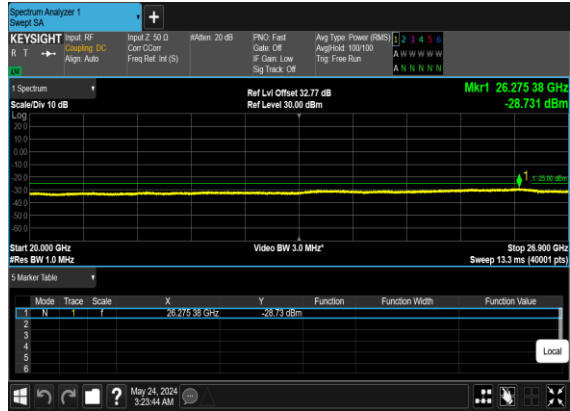 Spectrum Analyzer 1
Swept SA
+
KEYSIGHT
R T
Input: RF
Coupling: DC
Align: Auto
Input Z: 50 Ω
Corr CCorr
Freq Ref: Int (S)
#Atten: 20 dB
PNO: Fast
Gate: Off
IF Gain: Low
Sig Track: Off
Avg Type: Power (RMS)
Avg|Hold: 100/100
Trig: Free Run
1 2 3 4 5 6
A W W W W W
A N N N N N
1 Spectrum
Scale/Div 10 dB
Ref Lvl Offset 32.77 dB
Ref Level 30.00 dBm
Mkr1 26.275 38 GHz
-28.731 dBm
Log
20.0
10.0
0.00
-10.0
-20.0
-30.0
-40.0
-50.0
-60.0
1
-25.00 dBm
Start 20.000 GHz
#Res BW 1.0 MHz
Video BW 3.0 MHz*
Stop 26.900 GHz
Sweep 13.3 ms (40001 pts)
5 Marker Table
Mode Trace Scale X Y Function Function Width Function Value
1 N 1 f 26.275 38 GHz -28.73 dBm
2
3
4
5
6
Local
?
May 24, 2024
3:23:44 AM